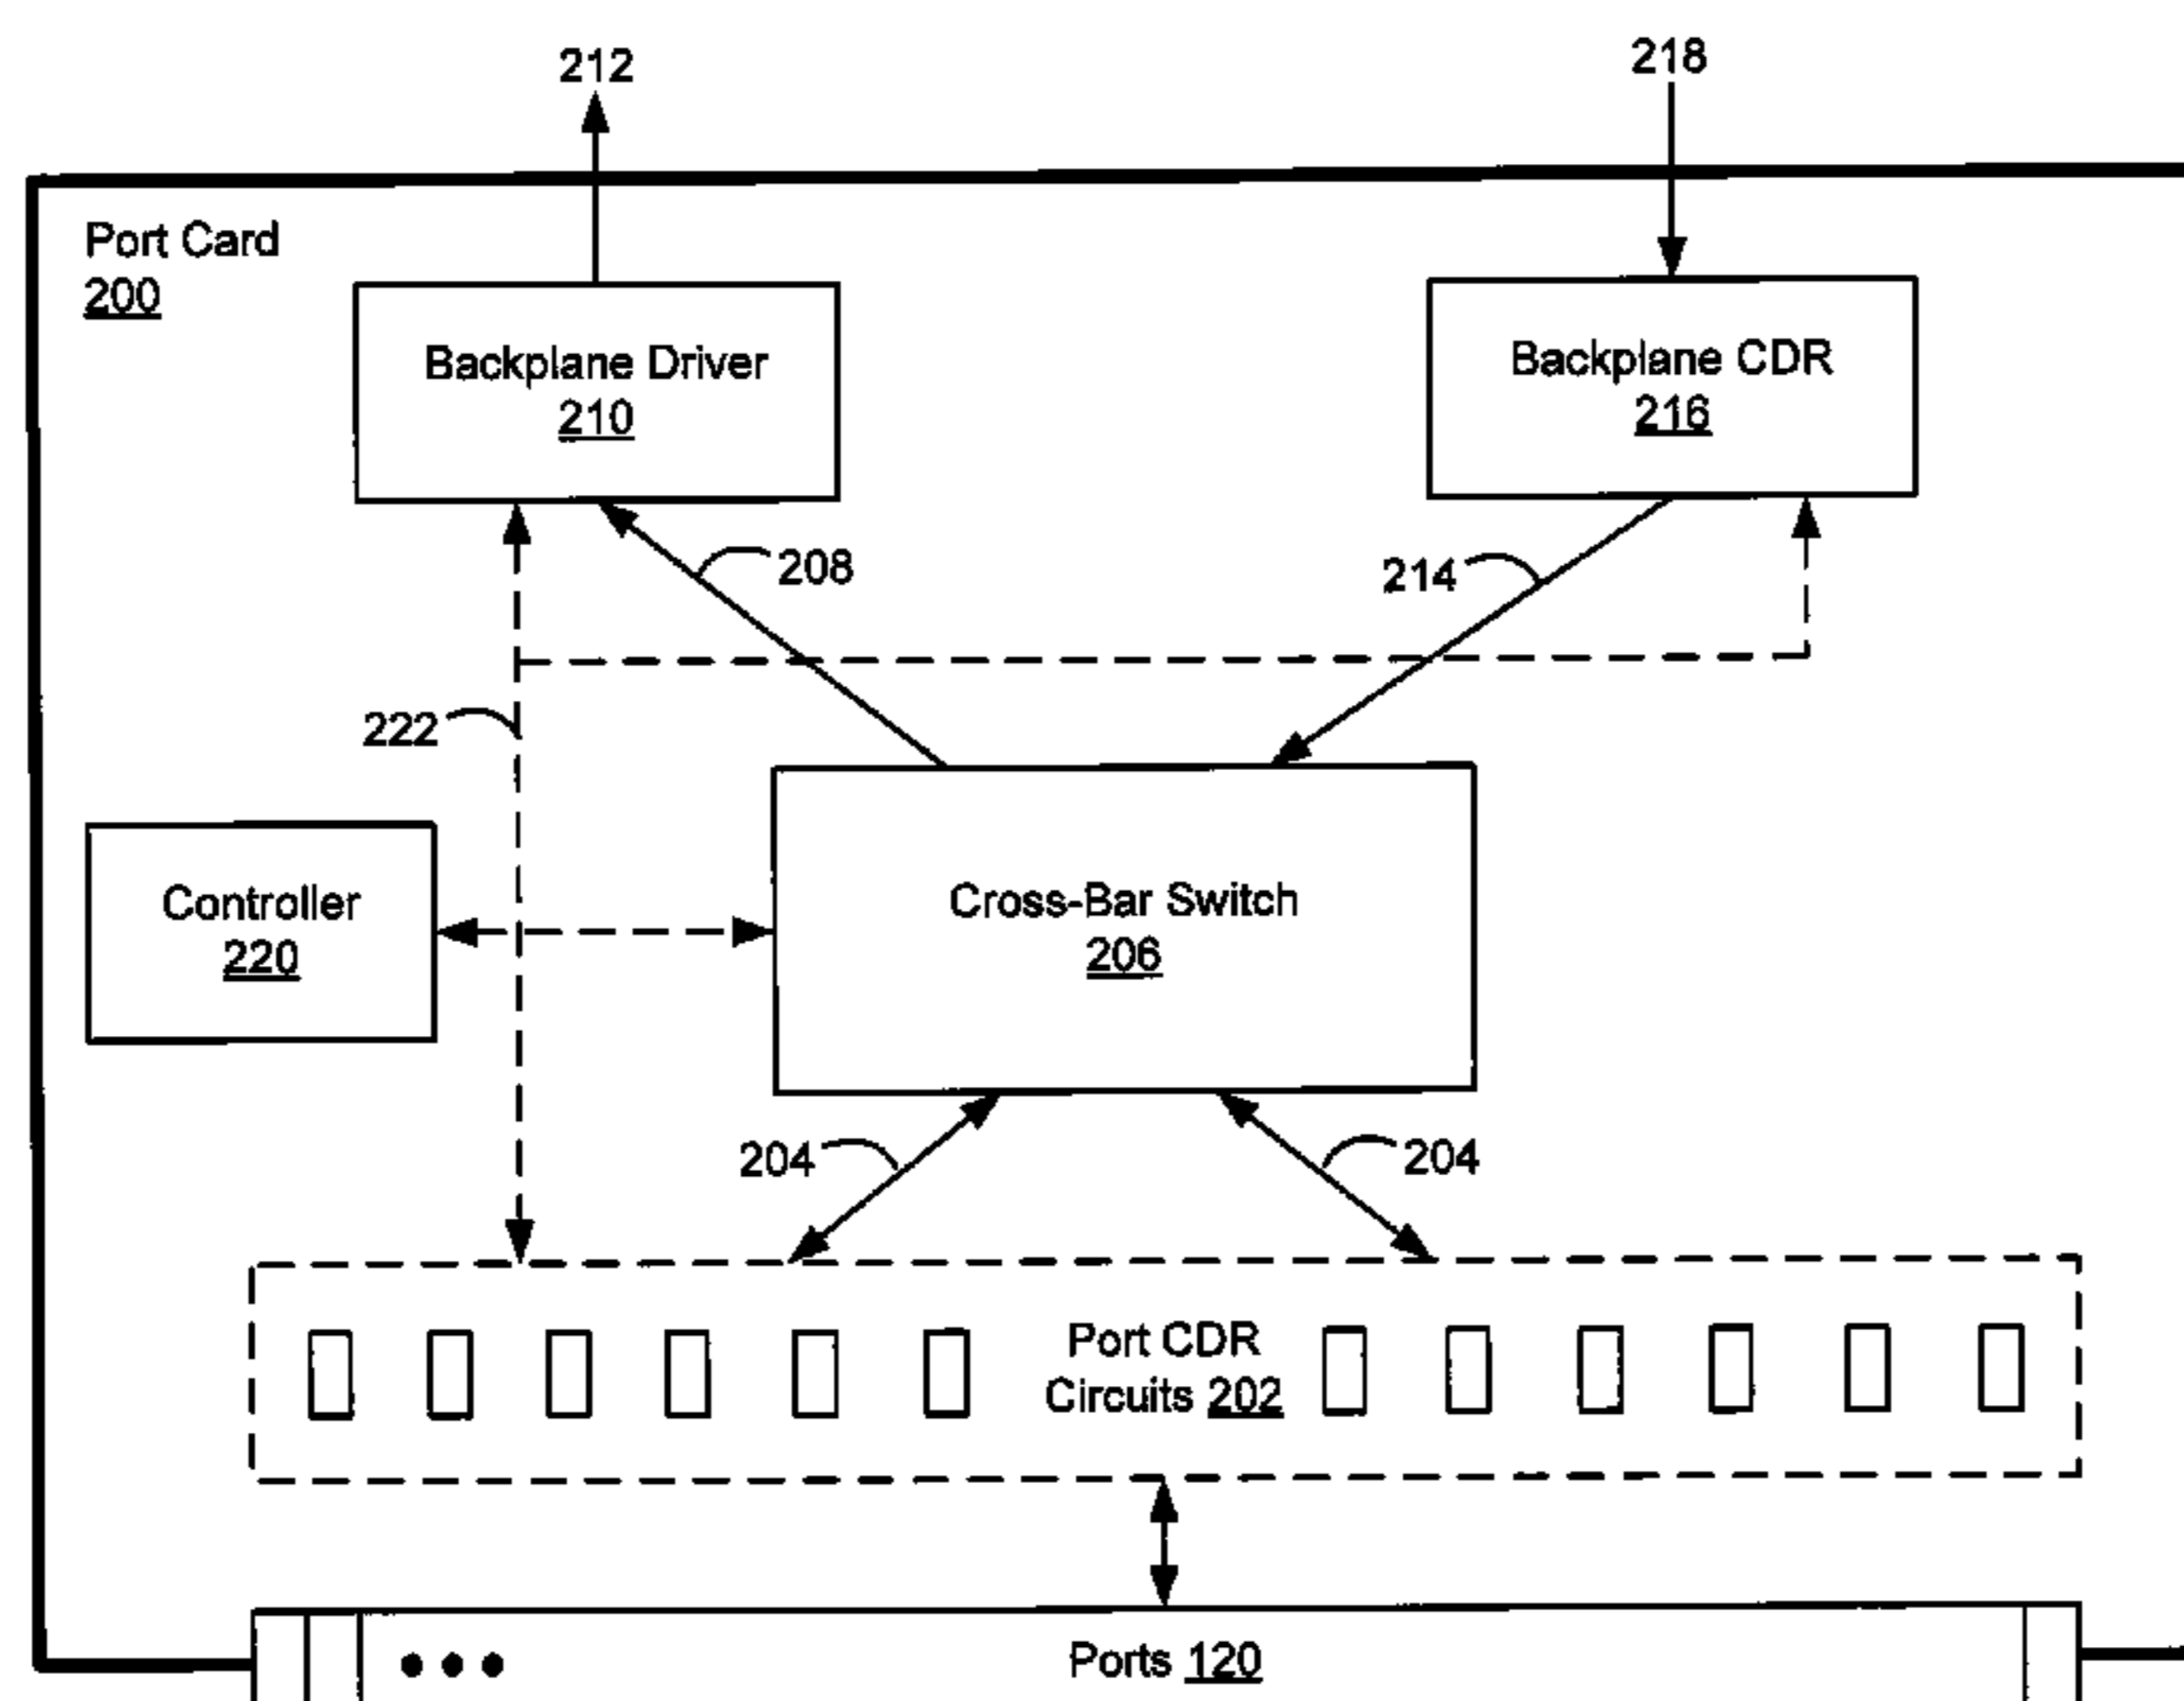 212
218
Port Card
200
Backplane Driver
210
Backplane CDR
216
208
214
222
Controller
220
Cross-Bar Switch
206
204
204
Port CDR
Circuits 202
Ports 120